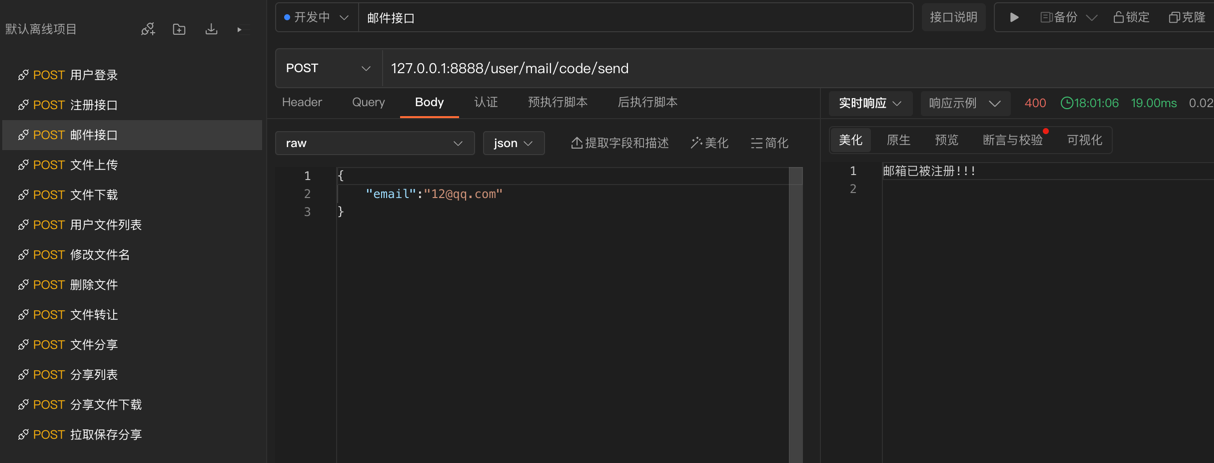 默认离线项目
POST 用户登录
POST 注册接口
POST 邮件接口
POST 文件上传
POST 文件下载
POST 用户文件列表
POST 修改文件名
POST 删除文件
POST 文件转让
POST 文件分享
POST 分享列表
POST 分享文件下载
POST 拉取保存分享
开发中 邮件接口 接口说明 备份 锁定 克隆
POST 127.0.0.1:8888/user/mail/code/send
Header Query Body 认证 预执行脚本 后执行脚本
raw json 提取字段和描述 美化 简化
1 {
2 "email":"12@qq.com"
3 }
实时响应 响应示例 400 18:01:06 19.00ms 0.02
美化 原生 预览 断言与校验 可视化
1 邮箱已被注册!!!
2